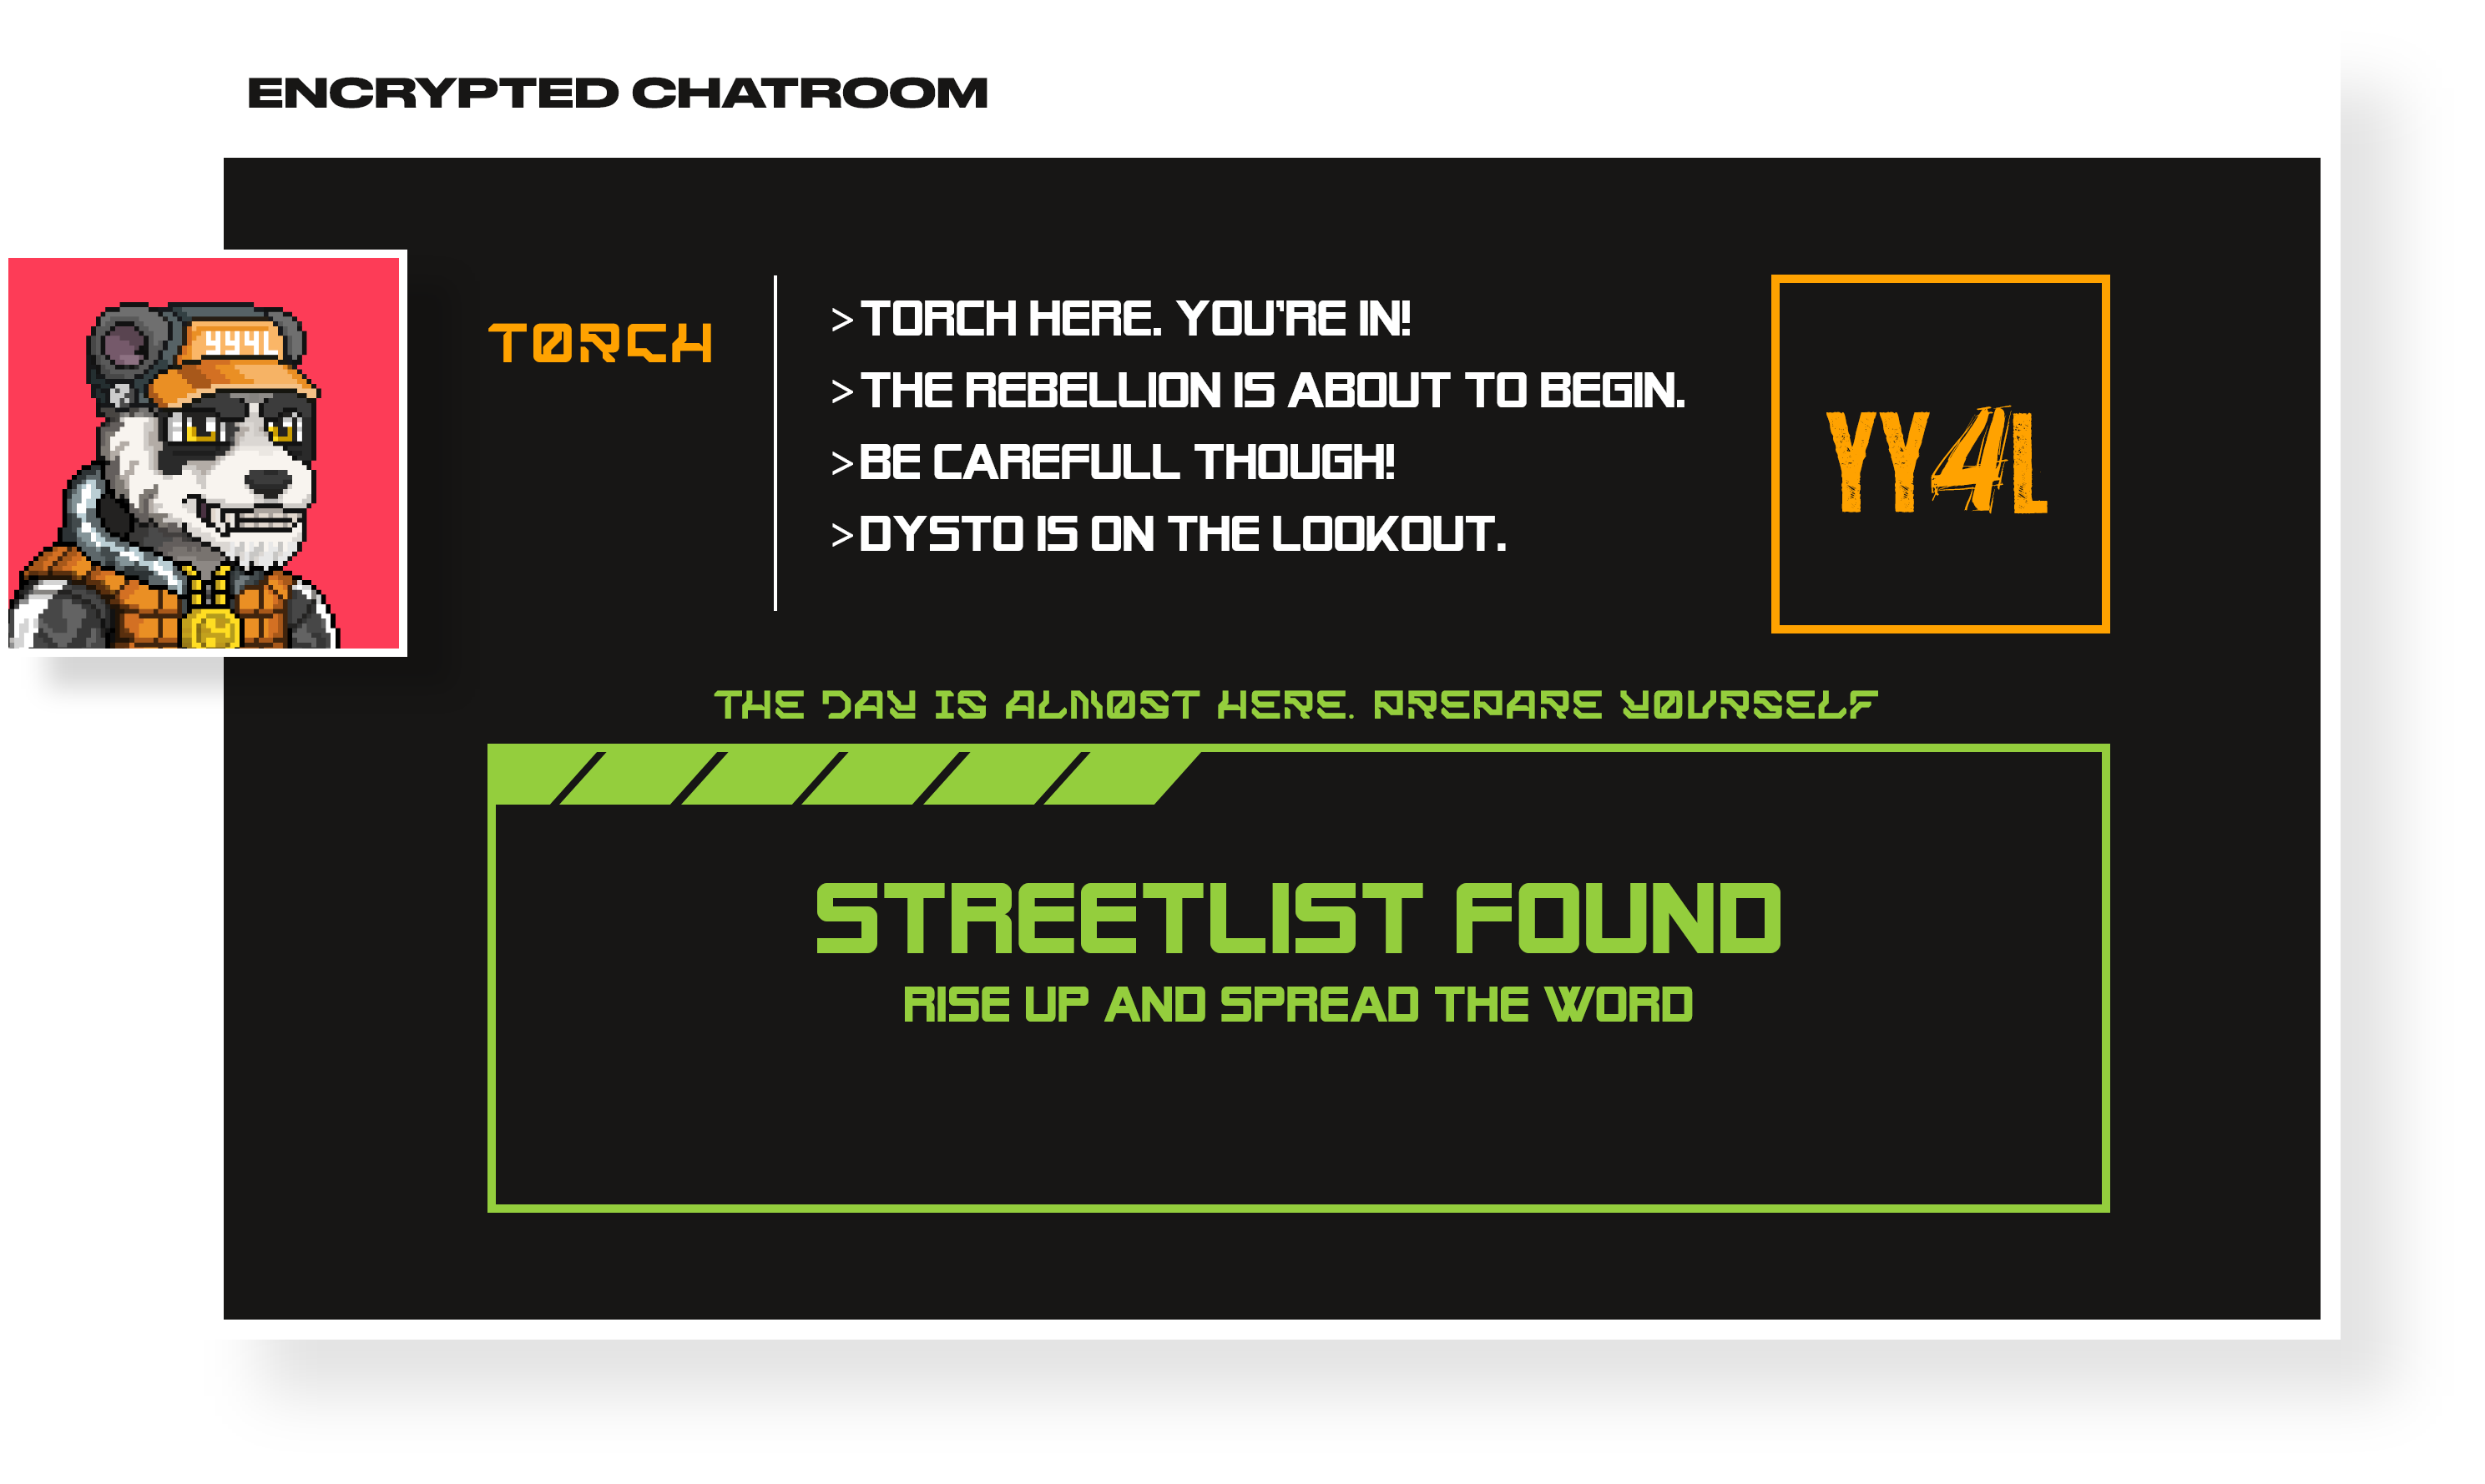 ENCRYPTED CHATROOM
YY4L
TORCH
>TORCH HERE. YOU'RE IN!
>THE REBELLION IS ABOUT TO BEGIN.
>BE CAREFULL THOUGH!
>DYSTO IS ON THE LOOKOUT.
YY4L
THE DAY IS ALMOST HERE. PREPARE YOURSELF
STREETLIST FOUND
RISE UP AND SPREAD THE WORD